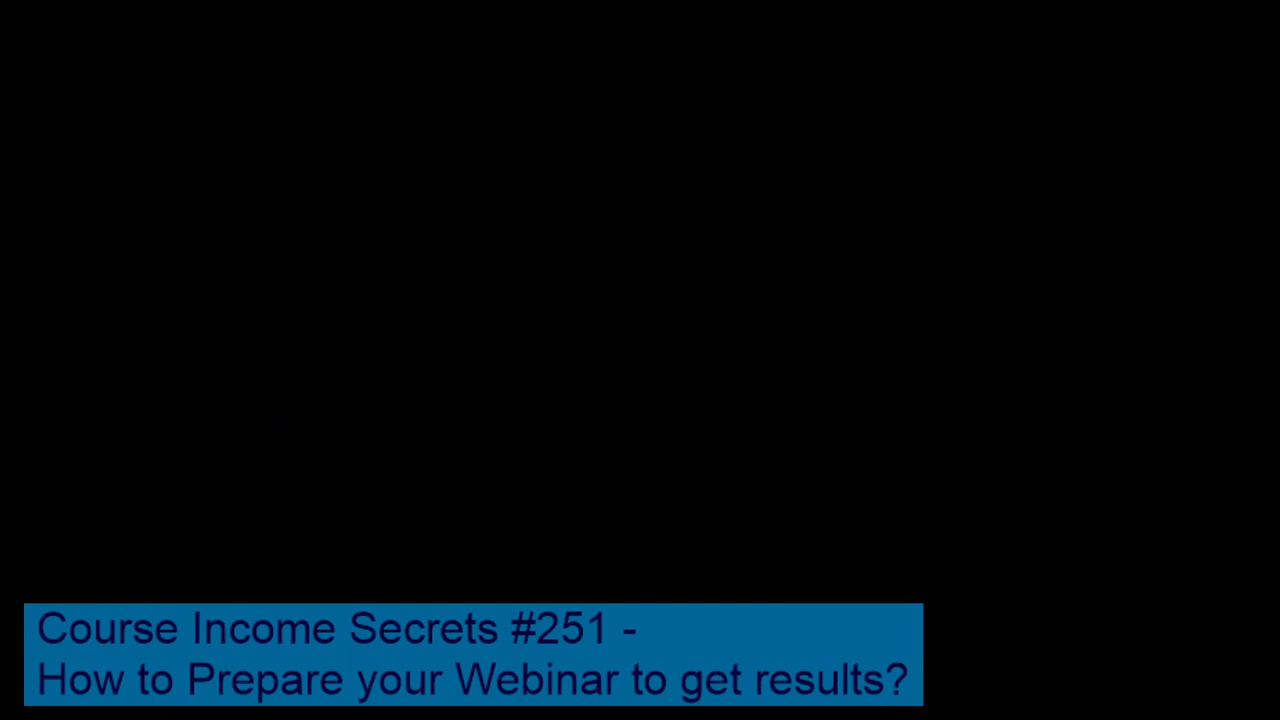 Course Income Secrets #251 -
How to Prepare your Webinar to get results?